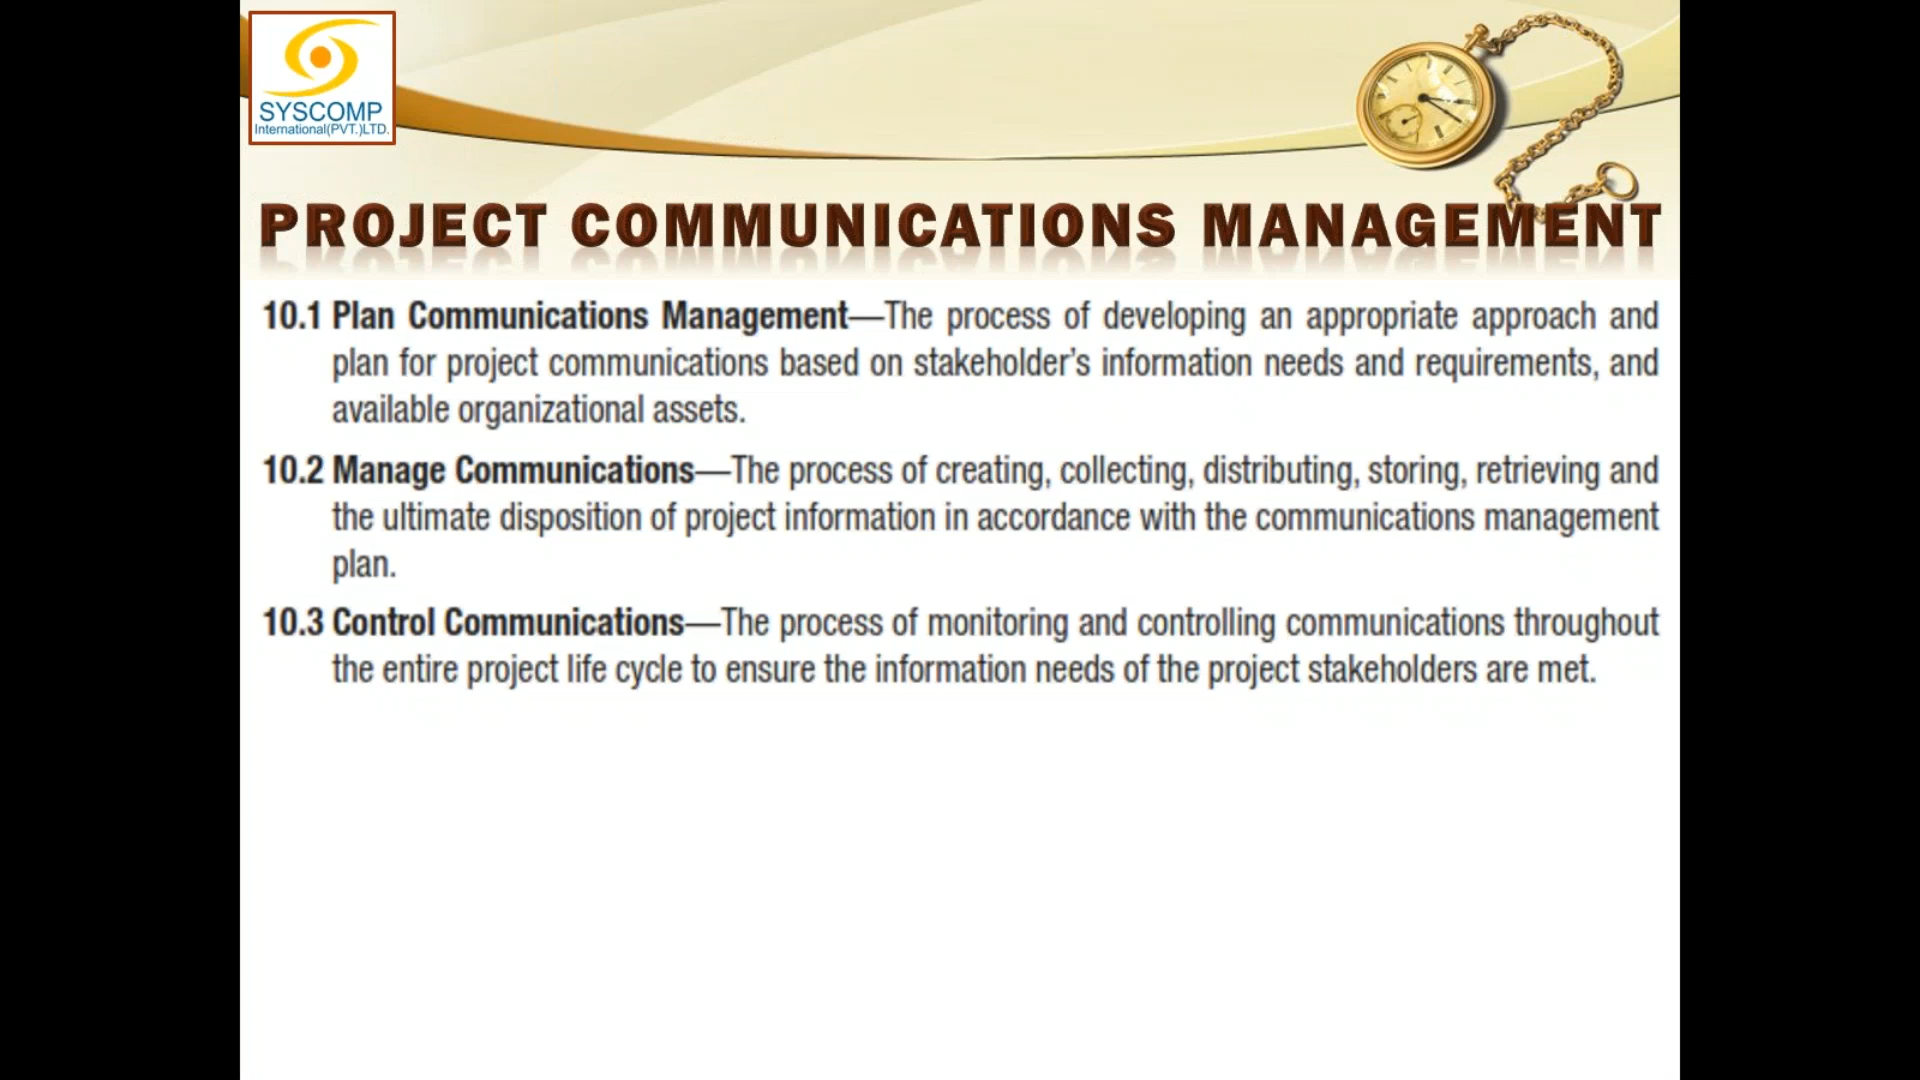 SYSCOMP
International(PVT.)LTD.
PROJECT COMMUNICATIONS MANAGEMENT
10.1 Plan Communications Management—The process of developing an appropriate approach and
plan for project communications based on stakeholder's information needs and requirements, and
available organizational assets.
10.2 Manage Communications—The process of creating, collecting, distributing, storing, retrieving and
the ultimate disposition of project information in accordance with the communications management
plan.
10.3 Control Communications—The process of monitoring and controlling communications throughout
the entire project life cycle to ensure the information needs of the project stakeholders are met.